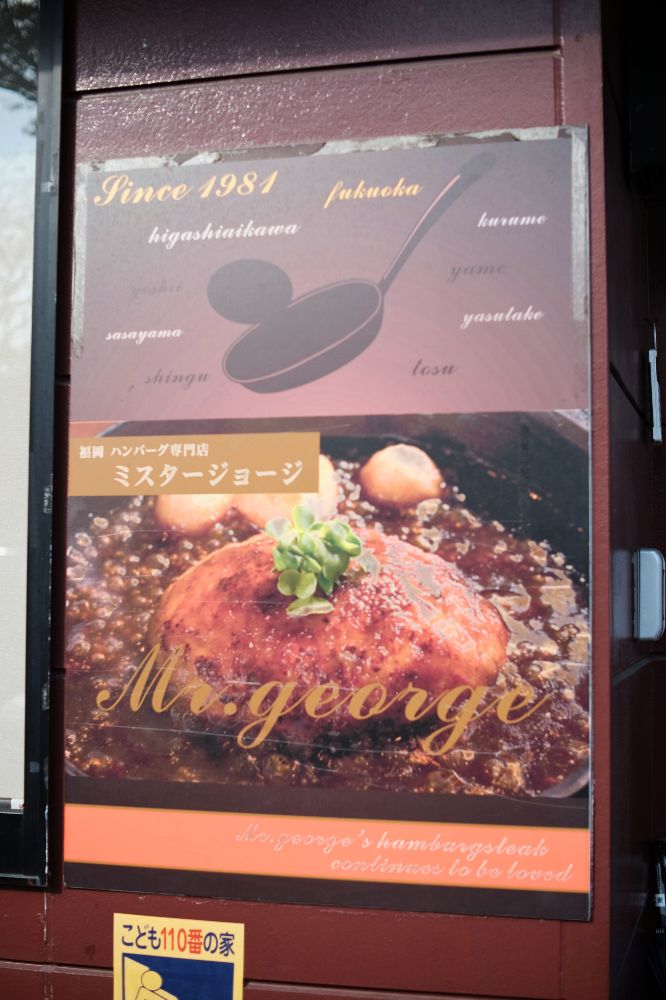 Since 1981
fukuoka
higashiaikawa
kurume
yoshii
yame
sasayama
yasutake
shingu
tosu
福岡 ハンバーグ専門店
ミスタージョージ
Mr.george
Mr.george's hamburgsteak
continues to be loved
こども110番の家